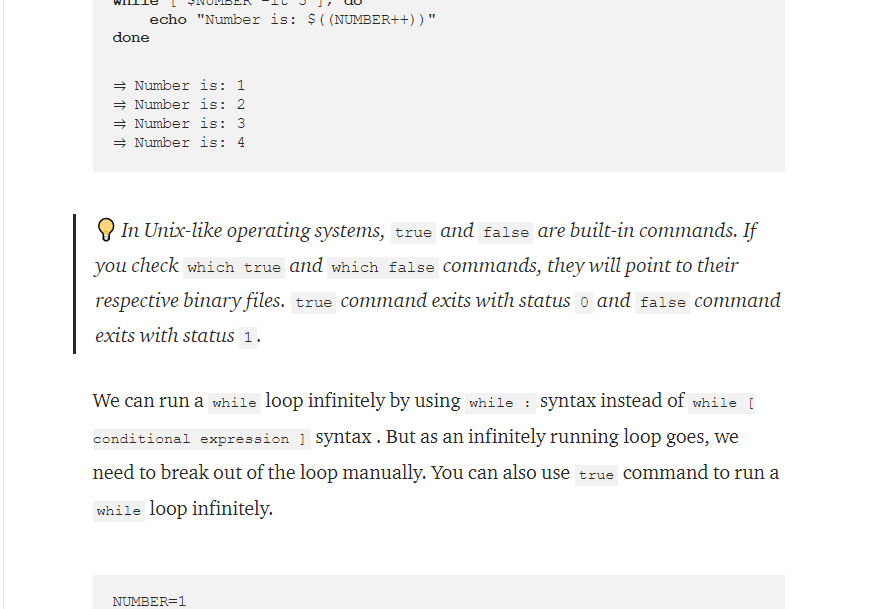 while [ $NUMBER -lt 5 ]; do
echo "Number is: $((NUMBER++))"
done
⇒ Number is: 1
⇒ Number is: 2
⇒ Number is: 3
⇒ Number is: 4
💡 In Unix-like operating systems, true and false are built-in commands. If
you check which true and which false commands, they will point to their
respective binary files. true command exits with status 0 and false command
exits with status 1.
We can run a while loop infinitely by using while : syntax instead of while [
conditional expression ] syntax . But as an infinitely running loop goes, we
need to break out of the loop manually. You can also use true command to run a
while loop infinitely.
NUMBER=1